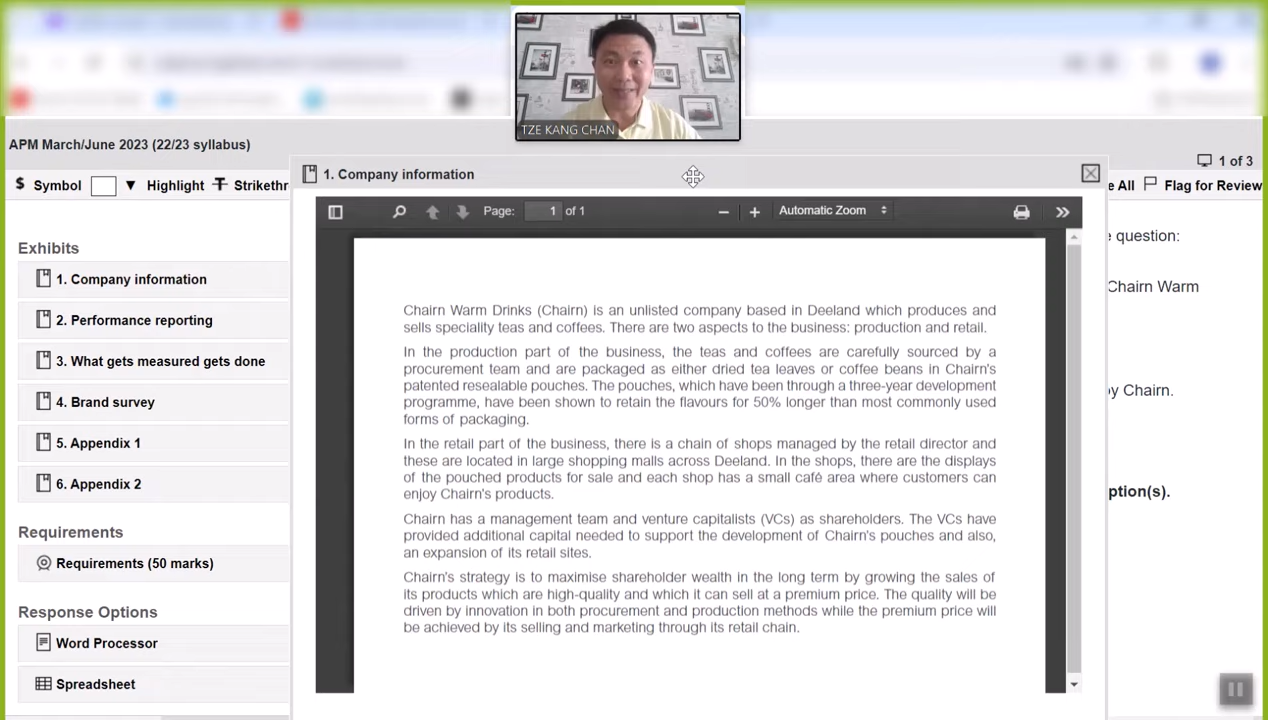 TZE KANG CHAN
APM March/June 2023 (22/23 syllabus)
1 of 3
Symbol
Highlight
Strikethr
e All
Flag for Review
1. Company information
Page: 1 of 1
Automatic Zoom
Exhibits
1. Company information
2. Performance reporting
3. What gets measured gets done
4. Brand survey
5. Appendix 1
6. Appendix 2
Requirements
Requirements (50 marks)
Response Options
Word Processor
Spreadsheet
Chairn Warm Drinks (Chairn) is an unlisted company based in Deeland which produces and
sells speciality teas and coffees. There are two aspects to the business: production and retail.
In the production part of the business, the teas and coffees are carefully sourced by a
procurement team and are packaged as either dried tea leaves or coffee beans in Chairn's
patented resealable pouches. The pouches, which have been through a three-year development
programme, have been shown to retain the flavours for 50% longer than most commonly used
forms of packaging.
In the retail part of the business, there is a chain of shops managed by the retail director and
these are located in large shopping malls across Deeland. In the shops, there are the displays
of the pouched products for sale and each shop has a small café area where customers can
enjoy Chairn's products.
Chairn has a management team and venture capitalists (VCs) as shareholders. The VCs have
provided additional capital needed to support the development of Chairn's pouches and also,
an expansion of its retail sites.
Chairn's strategy is to maximise shareholder wealth in the long term by growing the sales of
its products which are high-quality and which it can sell at a premium price. The quality will be
driven by innovation in both procurement and production methods while the premium price will
be achieved by its selling and marketing through its retail chain.
e question:
Chairn Warm
y Chairn.
ption(s).